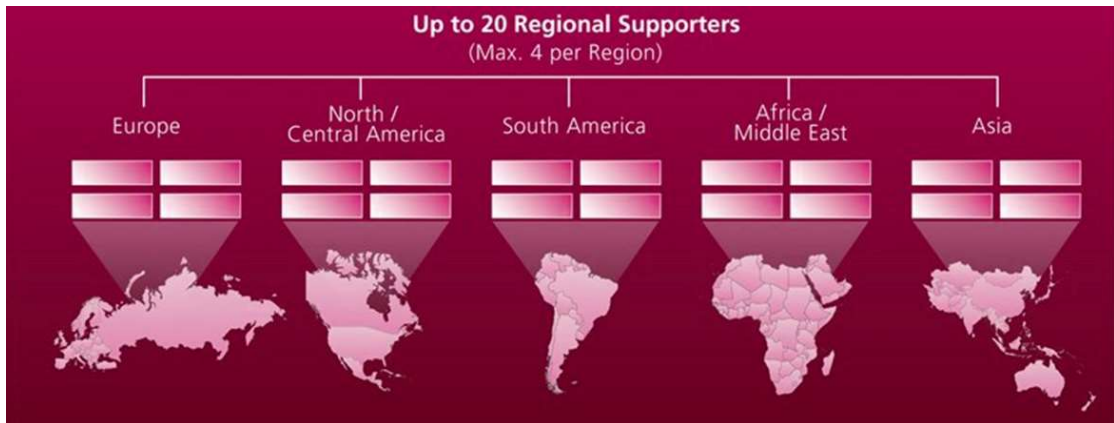 Up to 20 Regional Supporters
(Max. 4 per Region)
Europe
North /
Central America
South America
Africa /
Middle East
Asia